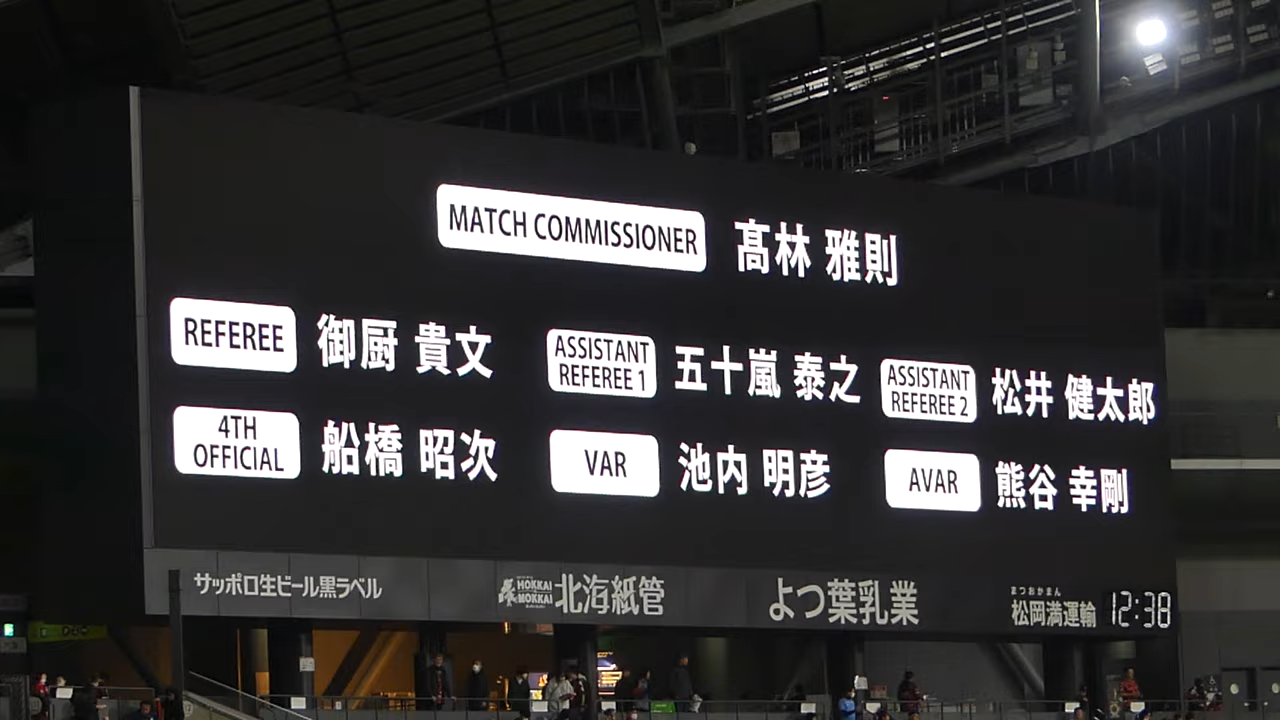 MATCH COMMISSIONER 髙林 雅則
REFEREE 御厨 貴文
ASSISTANT REFEREE 1 五十嵐 泰之
ASSISTANT REFEREE 2 松井 健太郎
4TH OFFICIAL 船橋 昭次
VAR 池内 明彦
AVAR 熊谷 幸剛
サッポロ生ビール黒ラベル
HOKKAI MOKKAI 北海紙管
よつ葉乳業
まつおかまん
松岡満運輸
12:38